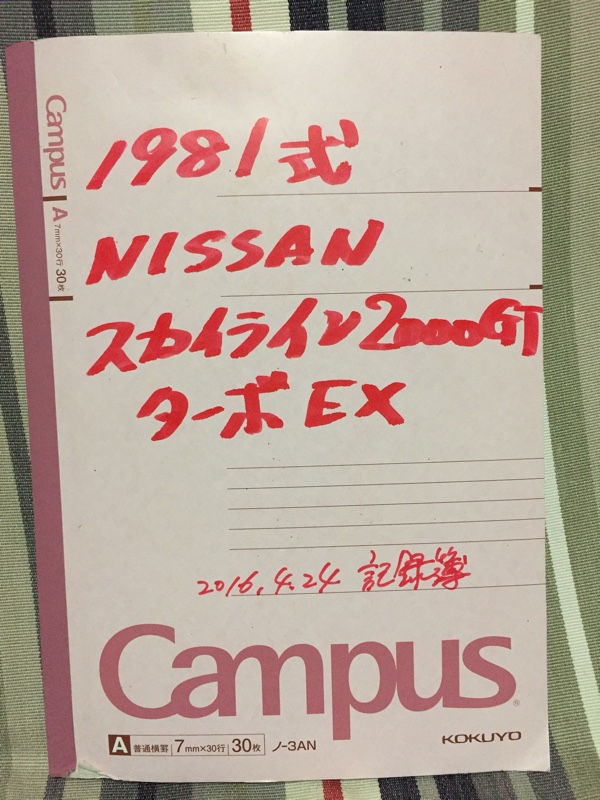 Campus
A 7mm×30行 30枚
1981式
NISSAN
スカイライン2000GT
ターボEX
2016.4.24 記録簿
Campus®
A 普通横罫 7mm×30行 30枚 ノ-3AN
KOKUYO